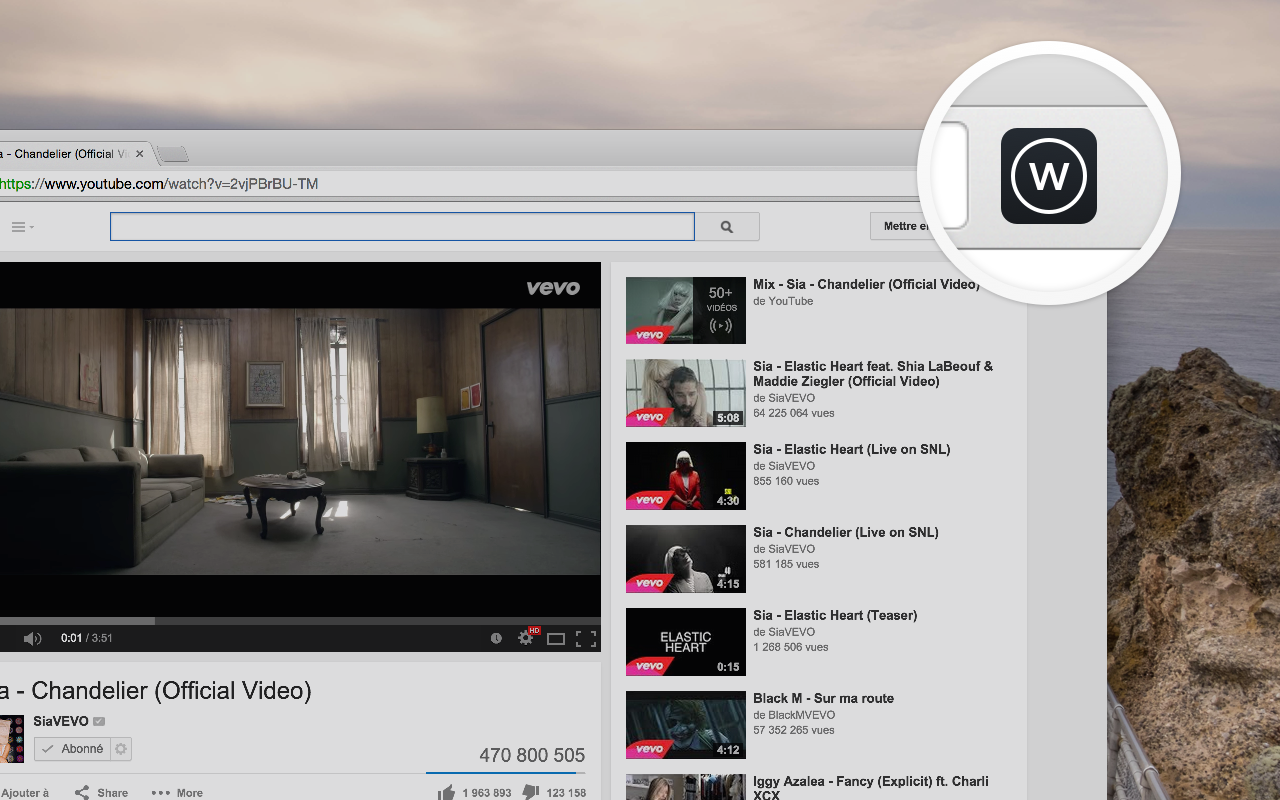 a - Chandelier (Official Vi
https://www.youtube.com/watch?v=2vjPBrBU-TM
Mettre e
W
vevo
0:01 / 3:51
HD
a - Chandelier (Official Video)
SiaVEVO
Abonné
470 800 505
Ajouter à
Share
More
1 963 893
123 158
50+
VIDÉOS
vevo
Mix - Sia - Chandelier (Official Video)
de YouTube
vevo
5:08
Sia - Elastic Heart feat. Shia LaBeouf &
Maddie Ziegler (Official Video)
de SiaVEVO
64 225 064 vues
vevo
4:30
Sia - Elastic Heart (Live on SNL)
de SiaVEVO
855 160 vues
vevo
4:15
Sia - Chandelier (Live on SNL)
de SiaVEVO
581 185 vues
ELASTIC
HEART
vevo
0:15
Sia - Elastic Heart (Teaser)
de SiaVEVO
1 268 506 vues
vevo
4:12
Black M - Sur ma route
de BlackMVEVO
57 352 265 vues
Iggy Azalea - Fancy (Explicit) ft. Charli
XCX